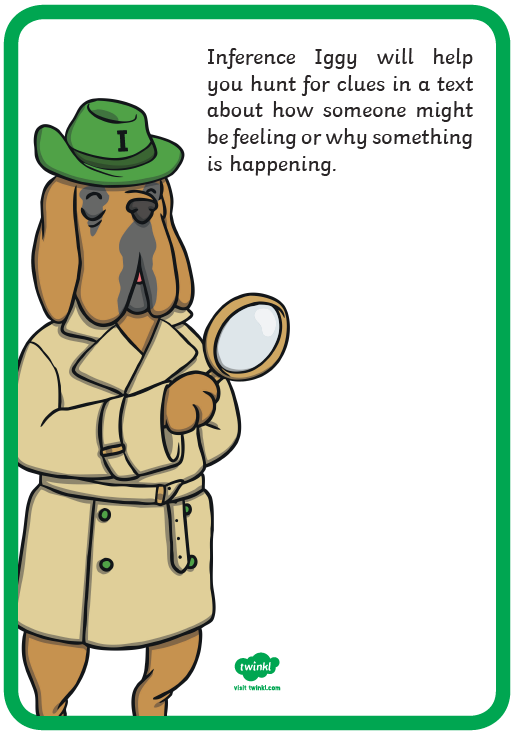 Inference Iggy will help
you hunt for clues in a text
about how someone might
be feeling or why something
is happening.
I
twinkl
visit twinkl.com